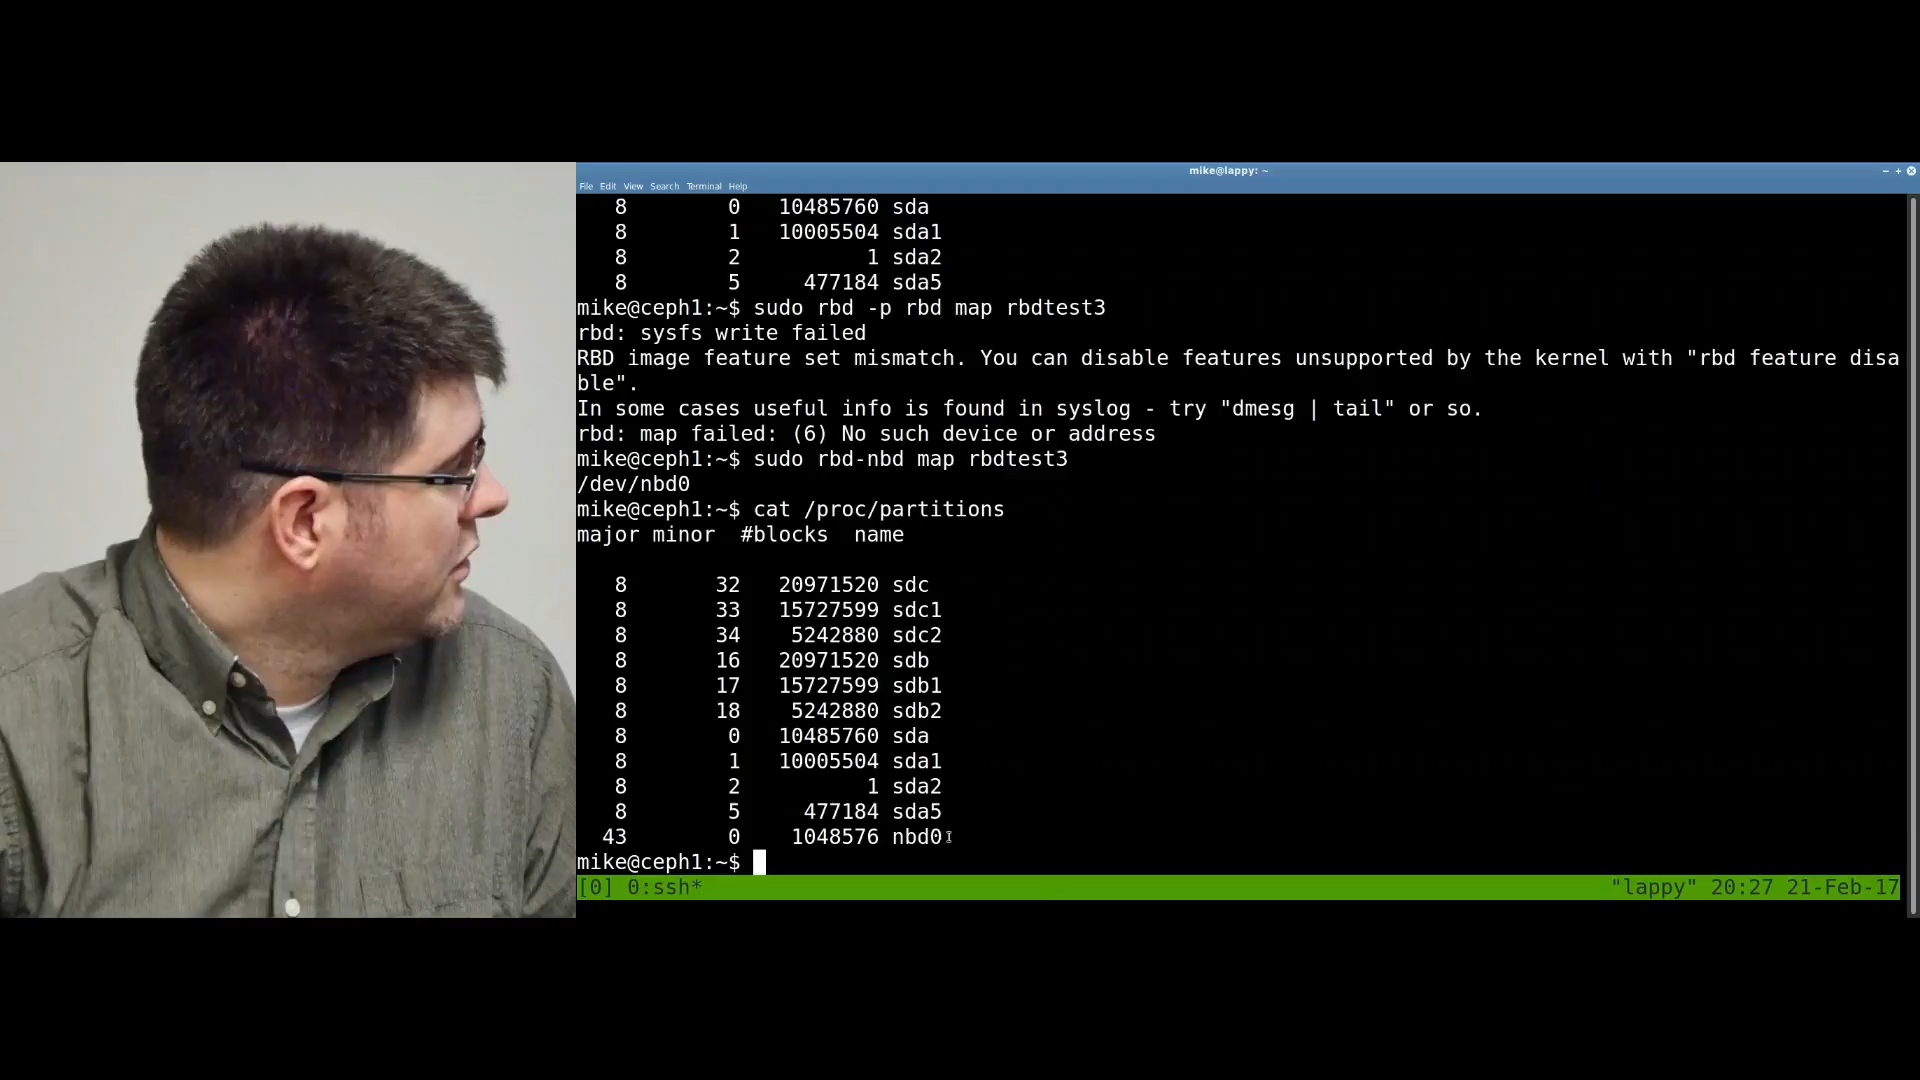 mike@lappy: ~
File Edit View Search Terminal Help
8 0 10485760 sda
8 1 10005504 sda1
8 2 1 sda2
8 5 477184 sda5
mike@ceph1:~$ sudo rbd -p rbd map rbdtest3
rbd: sysfs write failed
RBD image feature set mismatch. You can disable features unsupported by the kernel with "rbd feature disa
ble".
In some cases useful info is found in syslog - try "dmesg | tail" or so.
rbd: map failed: (6) No such device or address
mike@ceph1:~$ sudo rbd-nbd map rbdtest3
/dev/nbd0
mike@ceph1:~$ cat /proc/partitions
major minor  #blocks  name
8 32 20971520 sdc
8 33 15727599 sdc1
8 34 5242880 sdc2
8 16 20971520 sdb
8 17 15727599 sdb1
8 18 5242880 sdb2
8 0 10485760 sda
8 1 10005504 sda1
8 2 1 sda2
8 5 477184 sda5
43 0 1048576 nbd0
mike@ceph1:~$
[0] 0:ssh* "lappy" 20:27 21-Feb-17